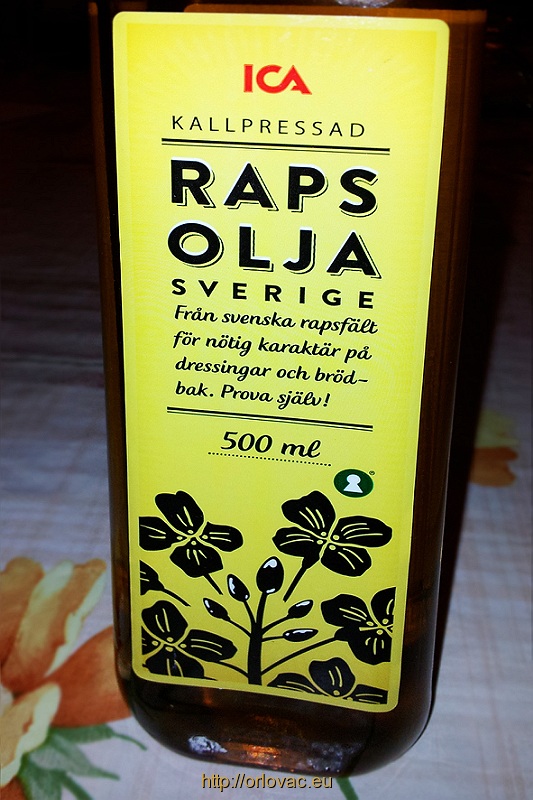 ICA
KALLPRESSAD
RAPS
OLJA
SVERIGE
Från svenska rapsfält
för nötig karaktär på
dressingar och bröd-
bak. Prova själv!
500 ml
®
http://orlovac.eu